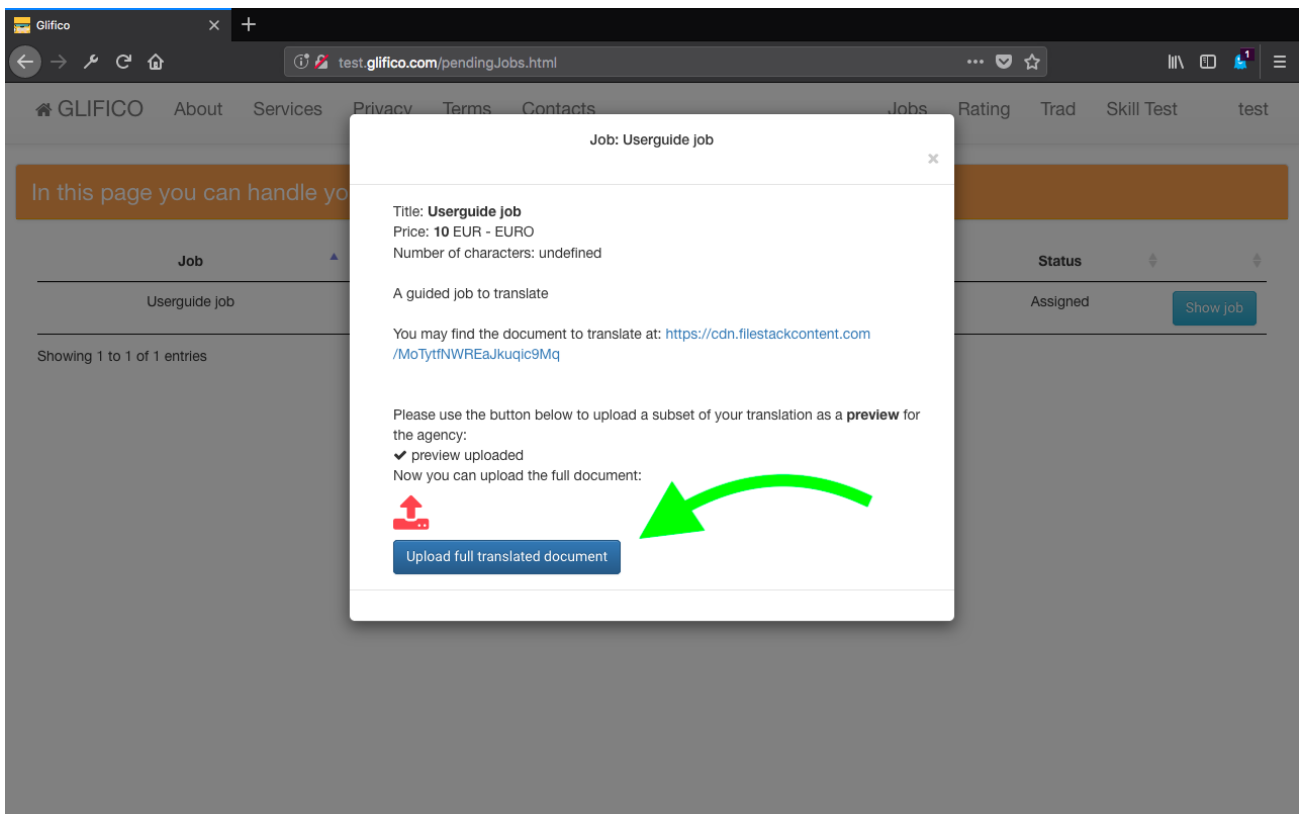 Glifico
test.glifico.com/pendingJobs.html
1
GLIFICO About Services Privacy Terms Contacts Jobs Rating Trad Skill Test test
Job: Userguide job
×
In this page you can handle yo
Title: Userguide job
Price: 10 EUR - EURO
Number of characters: undefined
Job Status
A guided job to translate
Userguide job Assigned Show job
You may find the document to translate at: https://cdn.filestackcontent.com
/MoTytfNWREaJkuqic9Mq
Showing 1 to 1 of 1 entries
Please use the button below to upload a subset of your translation as a preview for
the agency:
✔ preview uploaded
Now you can upload the full document:
Upload full translated document